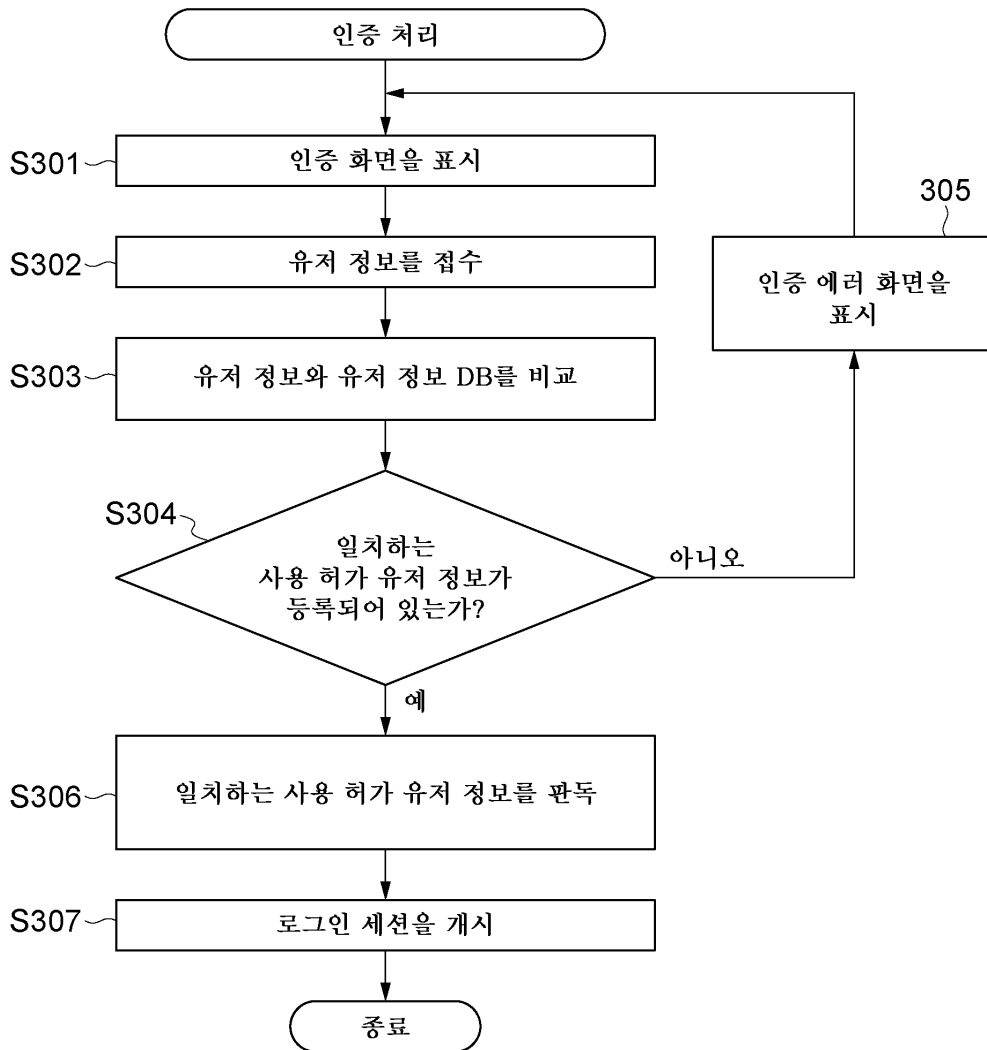 인증 처리
S301
인증 화면을 표시
305
S302
유저 정보를 접수
인증 에러 화면을
표시
S303
유저 정보와 유저 정보 DB를 비교
S304
일치하는
사용 허가 유저 정보가
등록되어 있는가?
아니오
예
S306
일치하는 사용 허가 유저 정보를 판독
S307
로그인 세션을 개시
종료